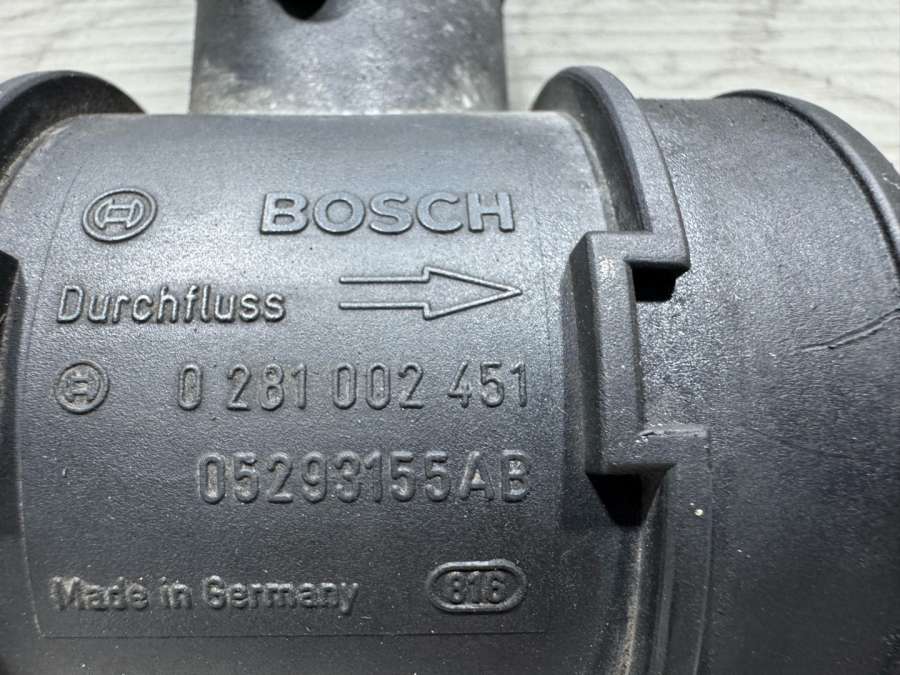 BOSCH
Durchfluss
0 281 002 451
05293155AB
Made in Germany 816